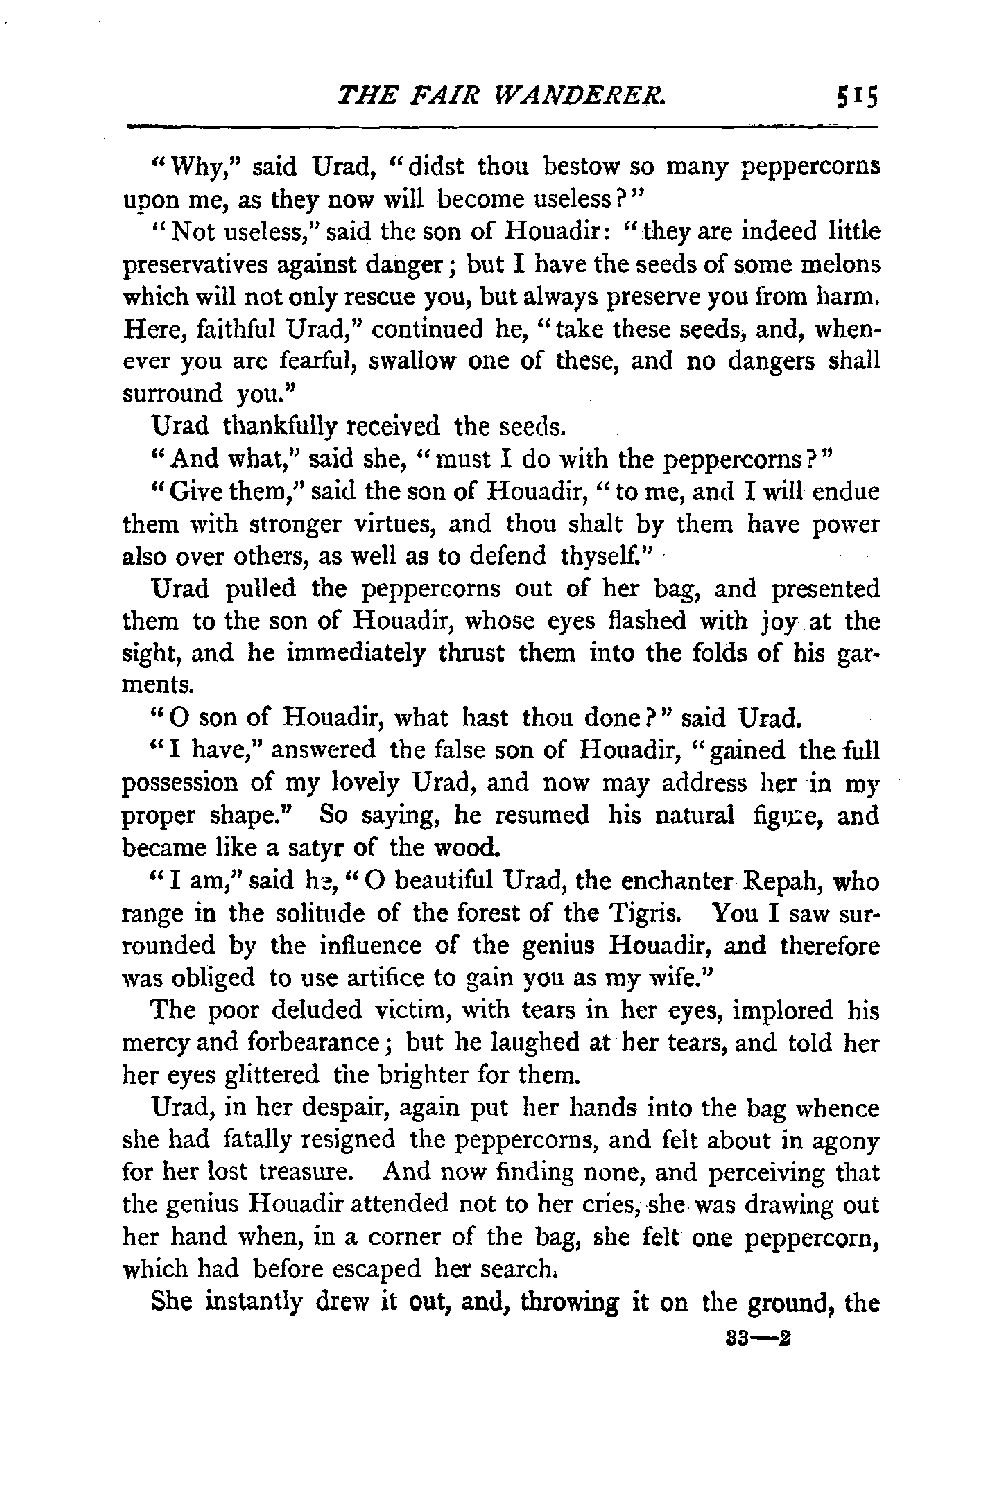 THE FAIR WANDERER. 515
"Why," said Urad, "didst thou bestow so many peppercorns
upon me, as they now will become useless?"
"Not useless," said the son of Houadir: "they are indeed little
preservatives against danger; but I have the seeds of some melons
which will not only rescue you, but always preserve you from harm.
Here, faithful Urad," continued he, "take these seeds, and, when-
ever you are fearful, swallow one of these, and no dangers shall
surround you."
Urad thankfully received the seeds.
"And what," said she, "must I do with the peppercorns?"
"Give them," said the son of Houadir, "to me, and I will endue
them with stronger virtues, and thou shalt by them have power
also over others, as well as to defend thyself."
Urad pulled the peppercorns out of her bag, and presented
them to the son of Houadir, whose eyes flashed with joy at the
sight, and he immediately thrust them into the folds of his gar-
ments.
"O son of Houadir, what hast thou done?" said Urad.
"I have," answered the false son of Houadir, "gained the full
possession of my lovely Urad, and now may address her in my
proper shape." So saying, he resumed his natural figure, and
became like a satyr of the wood.
"I am," said he, "O beautiful Urad, the enchanter Repah, who
range in the solitude of the forest of the Tigris. You I saw sur-
rounded by the influence of the genius Houadir, and therefore
was obliged to use artifice to gain you as my wife."
The poor deluded victim, with tears in her eyes, implored his
mercy and forbearance; but he laughed at her tears, and told her
her eyes glittered the brighter for them.
Urad, in her despair, again put her hands into the bag whence
she had fatally resigned the peppercorns, and felt about in agony
for her lost treasure. And now finding none, and perceiving that
the genius Houadir attended not to her cries, she was drawing out
her hand when, in a corner of the bag, she felt one peppercorn,
which had before escaped her search.
She instantly drew it out, and, throwing it on the ground, the
33—2